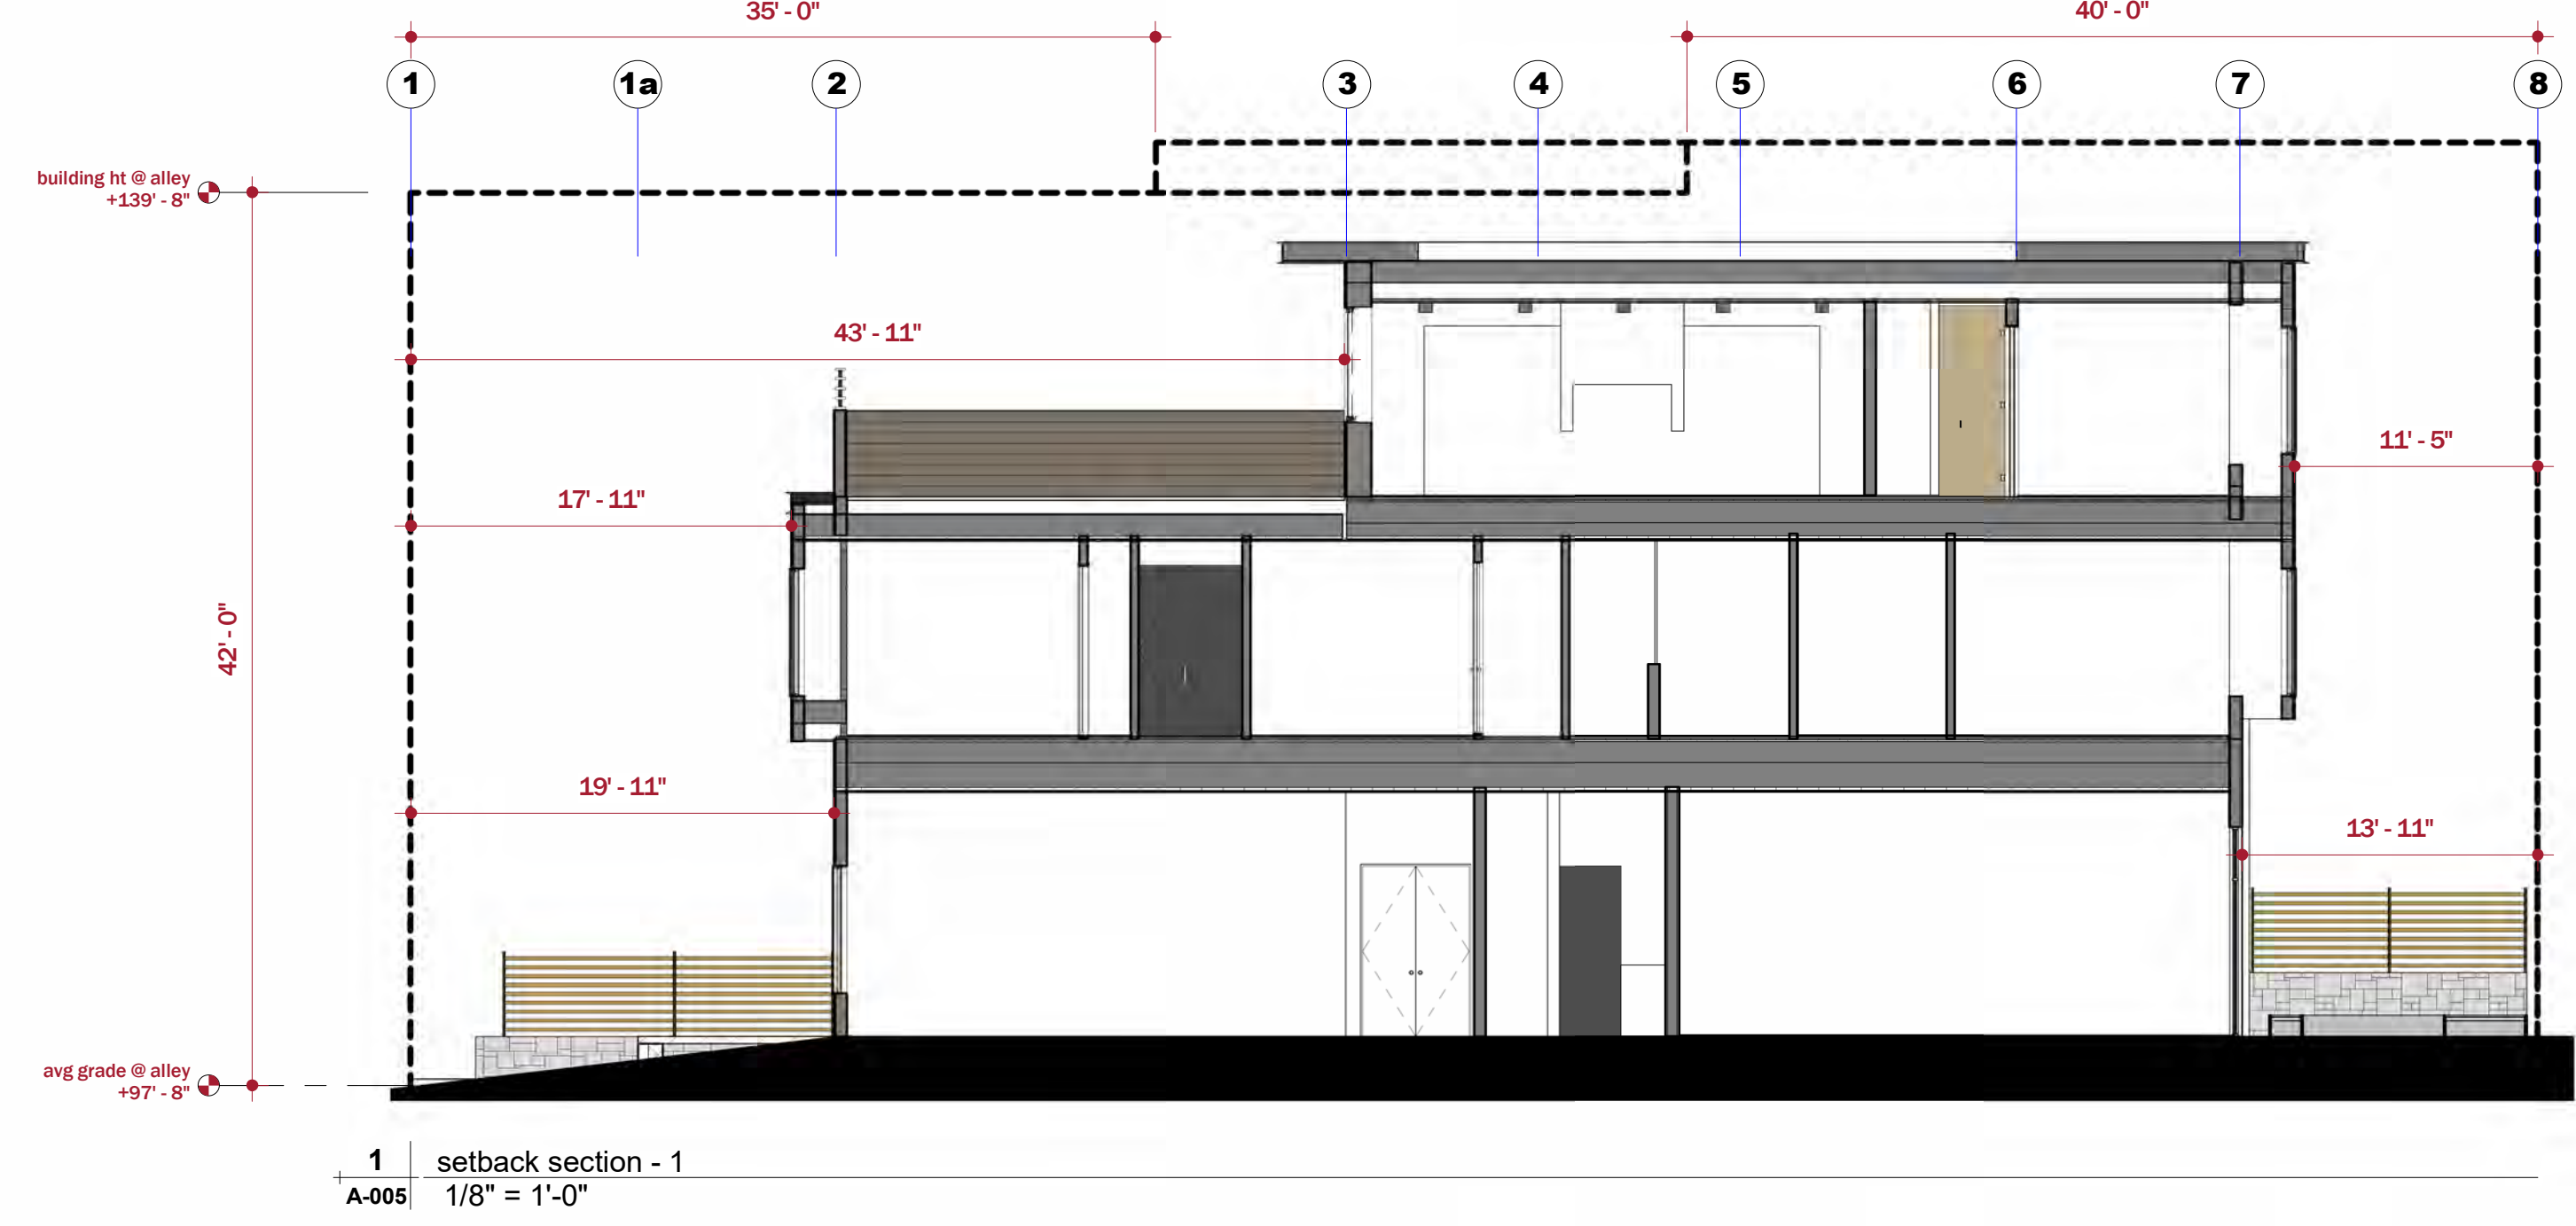 35' - 0"
40' - 0"
1
1a
2
3
4
5
6
7
8
building ht @ alley
+139' - 8"
43' - 11"
11' - 5"
17' - 11"
42' - 0"
19' - 11"
13' - 11"
avg grade @ alley
+97' - 8"
1
setback section - 1
A-005
1/8" = 1'-0"